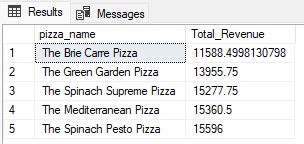 Results Messages
pizza_name Total_Revenue
1 The Brie Carre Pizza 11588.4998130798
2 The Green Garden Pizza 13955.75
3 The Spinach Supreme Pizza 15277.75
4 The Mediterranean Pizza 15360.5
5 The Spinach Pesto Pizza 15596